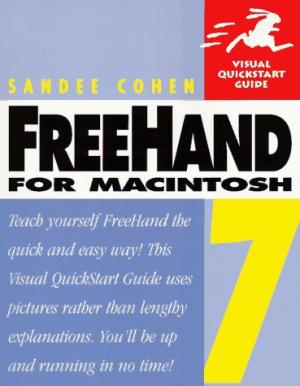 VISUAL
QUICKSTART
GUIDE
SANDEE COHEN
FREEHAND
FOR MACINTOSH
7
Teach yourself FreeHand the
quick and easy way! This
Visual QuickStart Guide uses
pictures rather than lengthy
explanations. You'll be up
and running in no time!